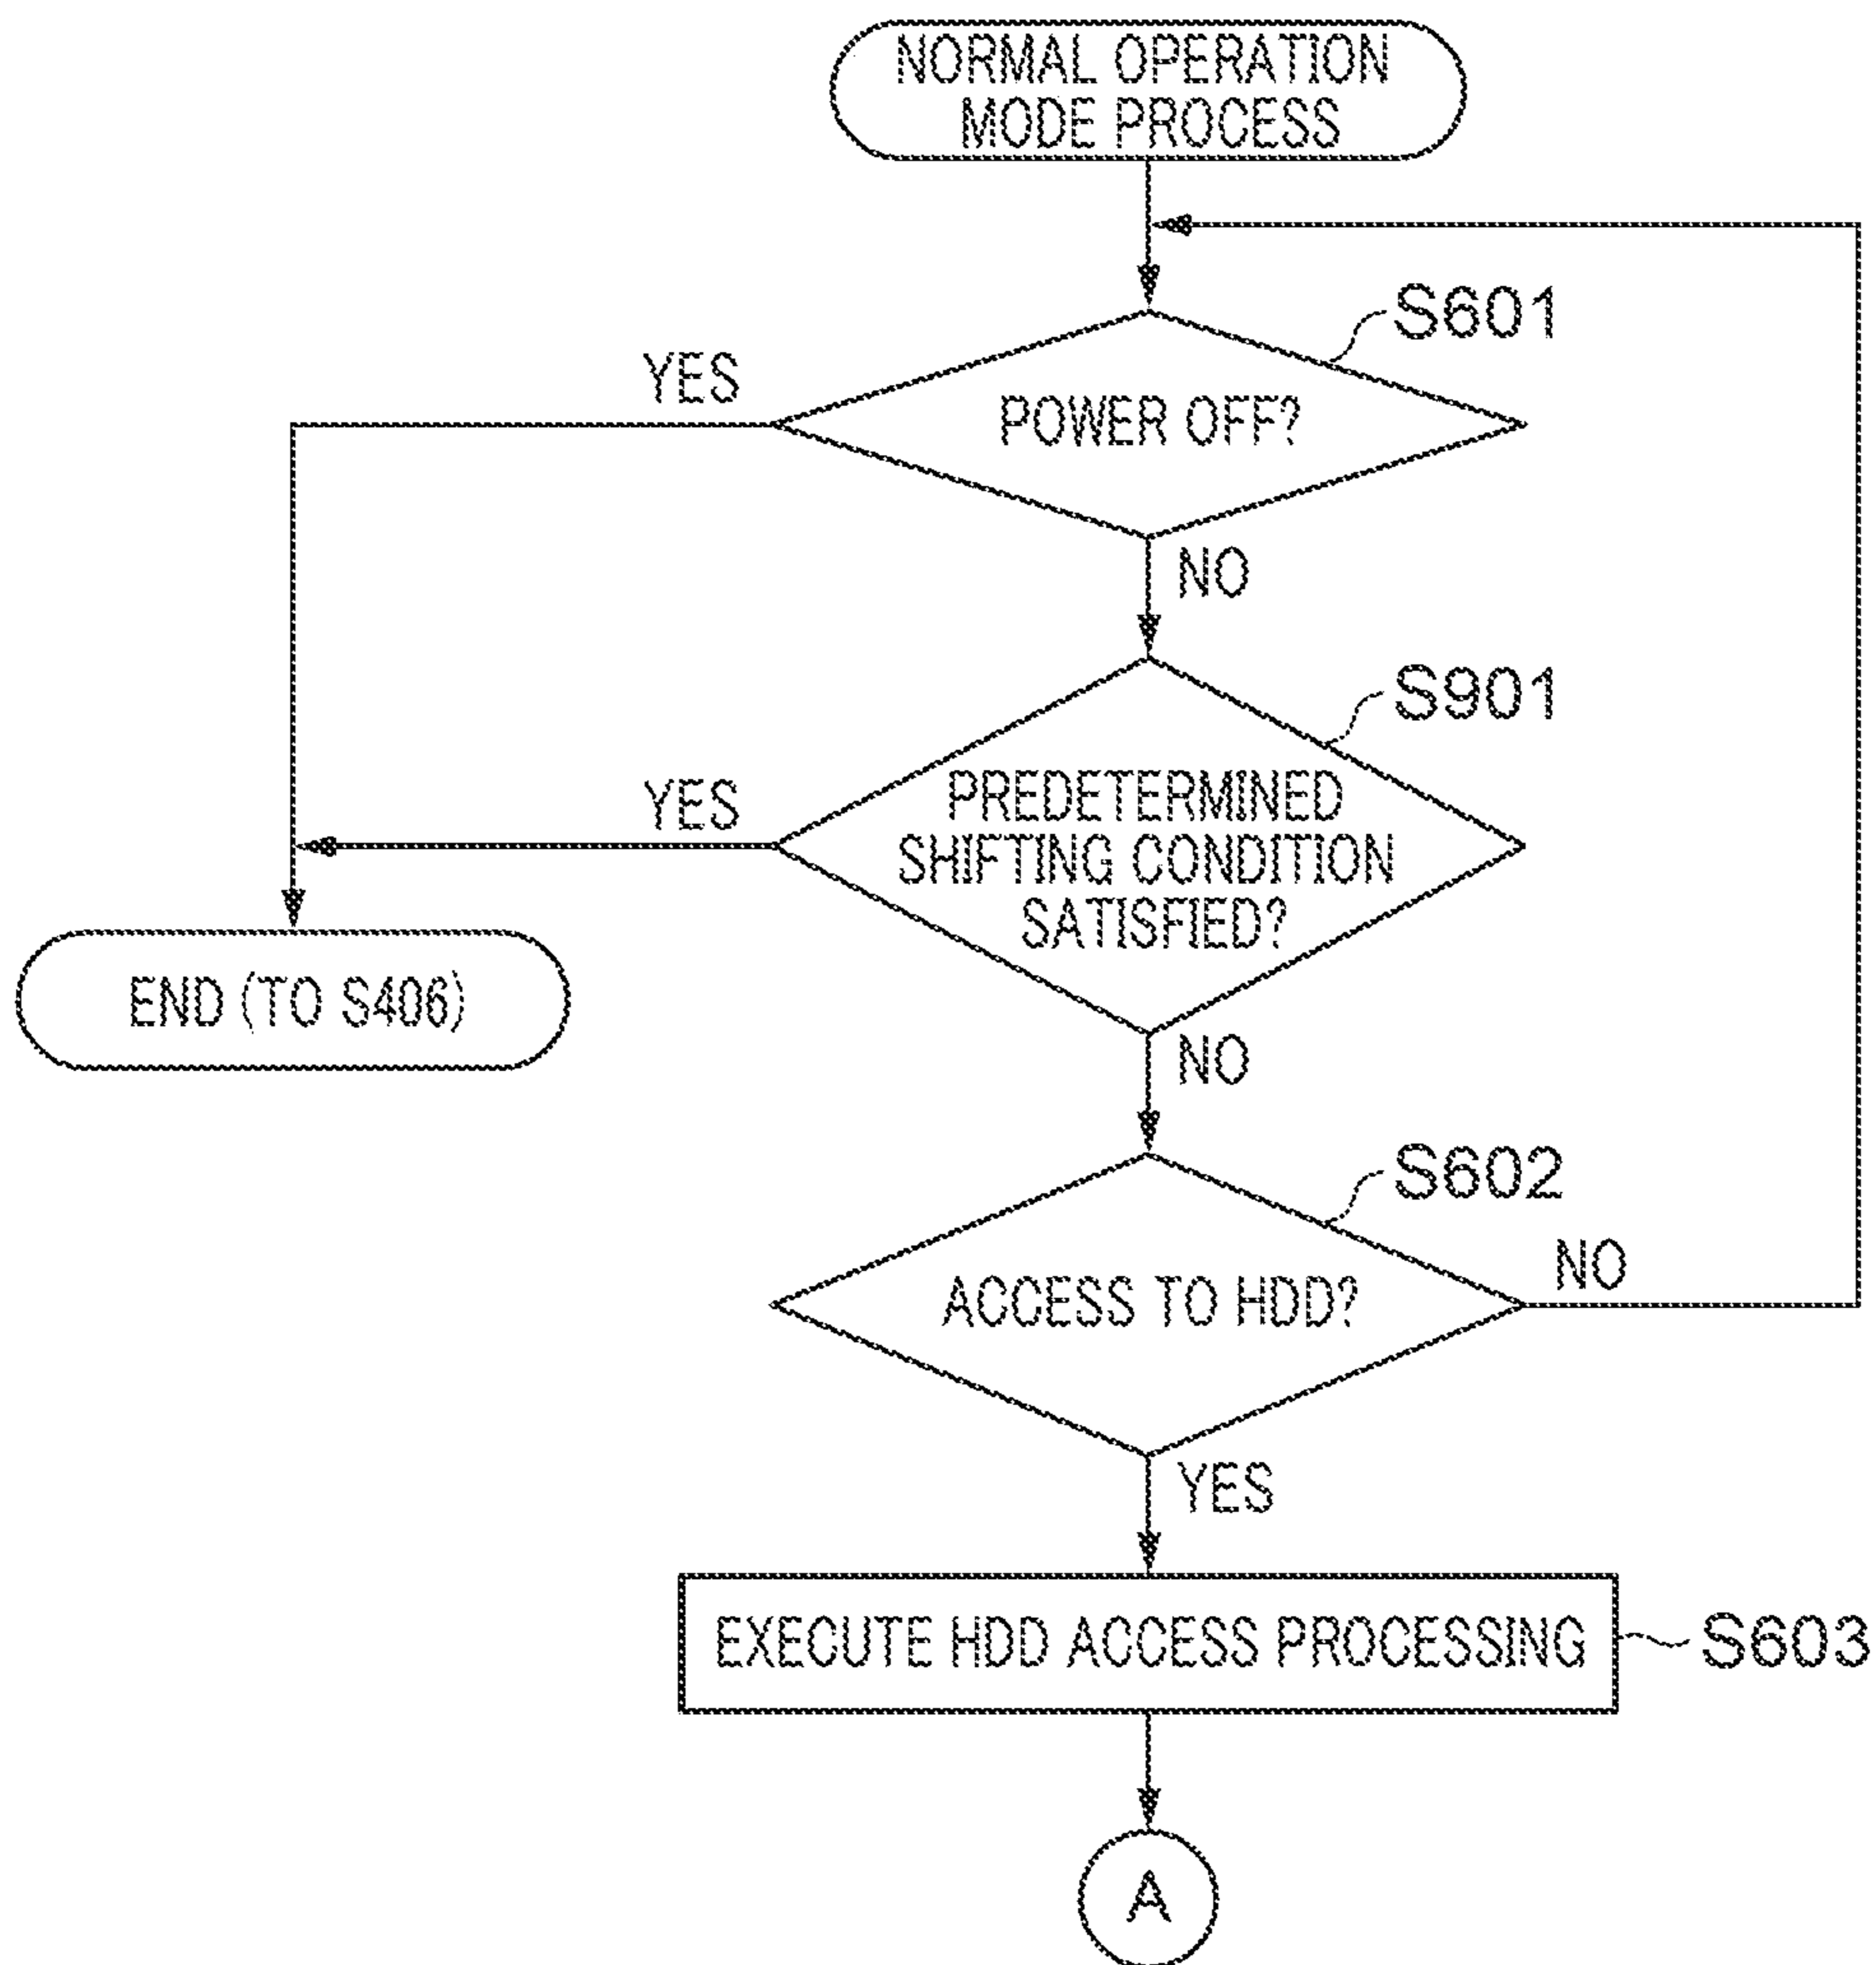 NORMAL OPERATION
MODE PROCESS
S601
YES
POWER OFF?
NO
S901
YES
PREDETERMINED
SHIFTING CONDITION
SATISFIED?
END (TO S406)
NO
S602
NO
ACCESS TO HDD?
YES
EXECUTE HDD ACCESS PROCESSING
S603
A